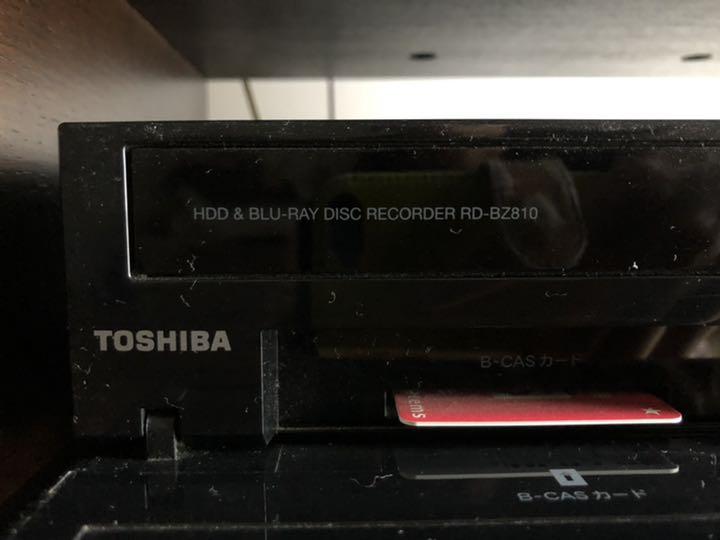 HDD & BLU-RAY DISC RECORDER RD-BZ810
TOSHIBA
B-CASカード
B-CASカード